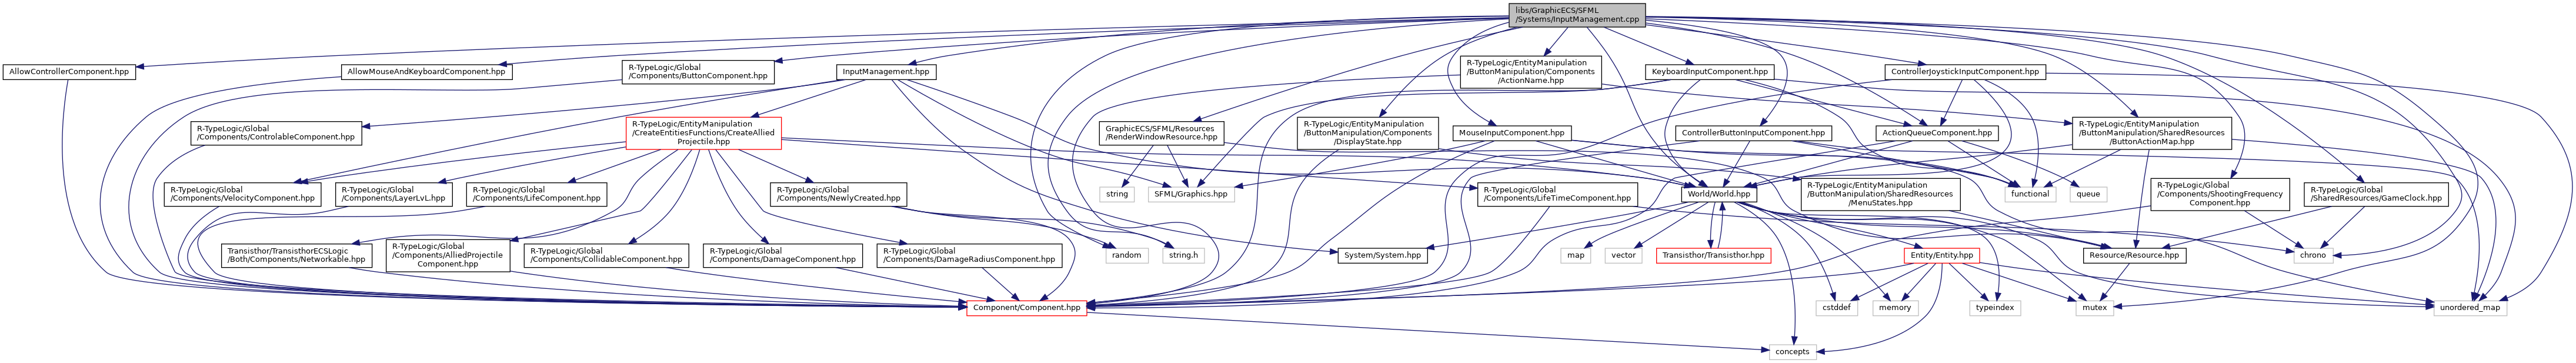 libs/GraphicECS/SFML
/Systems/InputManagement.cpp
AllowControllerComponent.hpp
AllowMouseAndKeyboardComponent.hpp
R-TypeLogic/Global
/Components/ButtonComponent.hpp
InputManagement.hpp
R-TypeLogic/EntityManipulation
/ButtonManipulation/Components
/ActionName.hpp
KeyboardInputComponent.hpp
ControllerJoystickInputComponent.hpp
R-TypeLogic/Global
/Components/ControlableComponent.hpp
R-TypeLogic/EntityManipulation
/CreateEntitiesFunctions/CreateAllied
Projectile.hpp
GraphicECS/SFML/Resources
/RenderWindowResource.hpp
R-TypeLogic/EntityManipulation
/ButtonManipulation/Components
/DisplayState.hpp
MouseInputComponent.hpp
ControllerButtonInputComponent.hpp
ActionQueueComponent.hpp
R-TypeLogic/EntityManipulation
/ButtonManipulation/SharedResources
/ButtonActionMap.hpp
R-TypeLogic/Global
/Components/VelocityComponent.hpp
R-TypeLogic/Global
/Components/LayerLvL.hpp
R-TypeLogic/Global
/Components/LifeComponent.hpp
R-TypeLogic/Global
/Components/NewlyCreated.hpp
string
SFML/Graphics.hpp
R-TypeLogic/Global
/Components/LifeTimeComponent.hpp
World/World.hpp
R-TypeLogic/EntityManipulation
/ButtonManipulation/SharedResources
/MenuStates.hpp
functional
queue
R-TypeLogic/Global
/Components/ShootingFrequency
Component.hpp
R-TypeLogic/Global
/SharedResources/GameClock.hpp
Transisthor/TransisthorECSLogic
/Both/Components/Networkable.hpp
R-TypeLogic/Global
/Components/AlliedProjectile
Component.hpp
R-TypeLogic/Global
/Components/CollidableComponent.hpp
R-TypeLogic/Global
/Components/DamageComponent.hpp
R-TypeLogic/Global
/Components/DamageRadiusComponent.hpp
random
string.h
System/System.hpp
map
vector
Transisthor/Transisthor.hpp
Entity/Entity.hpp
Resource/Resource.hpp
chrono
Component/Component.hpp
cstddef
memory
typeindex
mutex
unordered_map
concepts